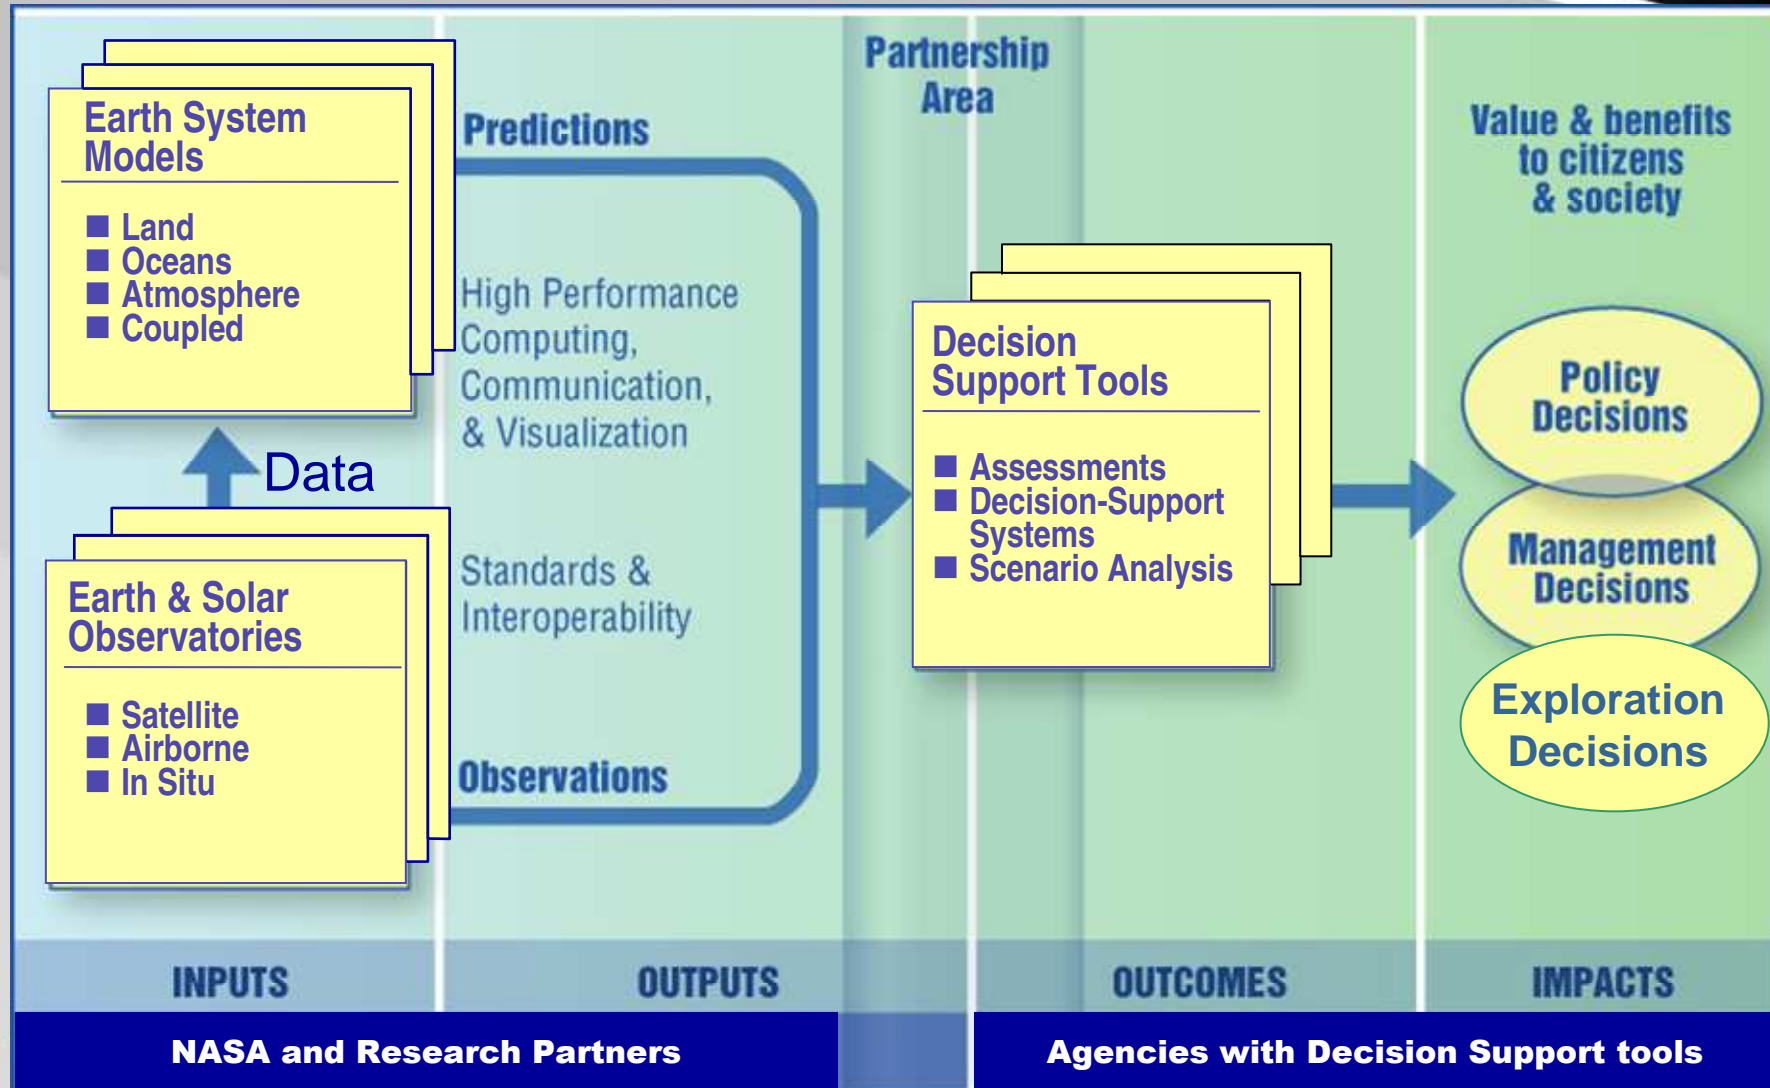 Earth System
Models
■ Land
■ Oceans
■ Atmosphere
■ Coupled
Data
Earth & Solar
Observatories
■ Satellite
■ Airborne
■ In Situ
Predictions
High Performance
Computing,
Communication,
& Visualization
Standards &
Interoperability
Observations
Partnership
Area
Decision
Support Tools
■ Assessments
■ Decision-Support
Systems
■ Scenario Analysis
Value & benefits
to citizens
& society
Policy
Decisions
Management
Decisions
Exploration
Decisions
INPUTS
OUTPUTS
OUTCOMES
IMPACTS
NASA and Research Partners
Agencies with Decision Support tools